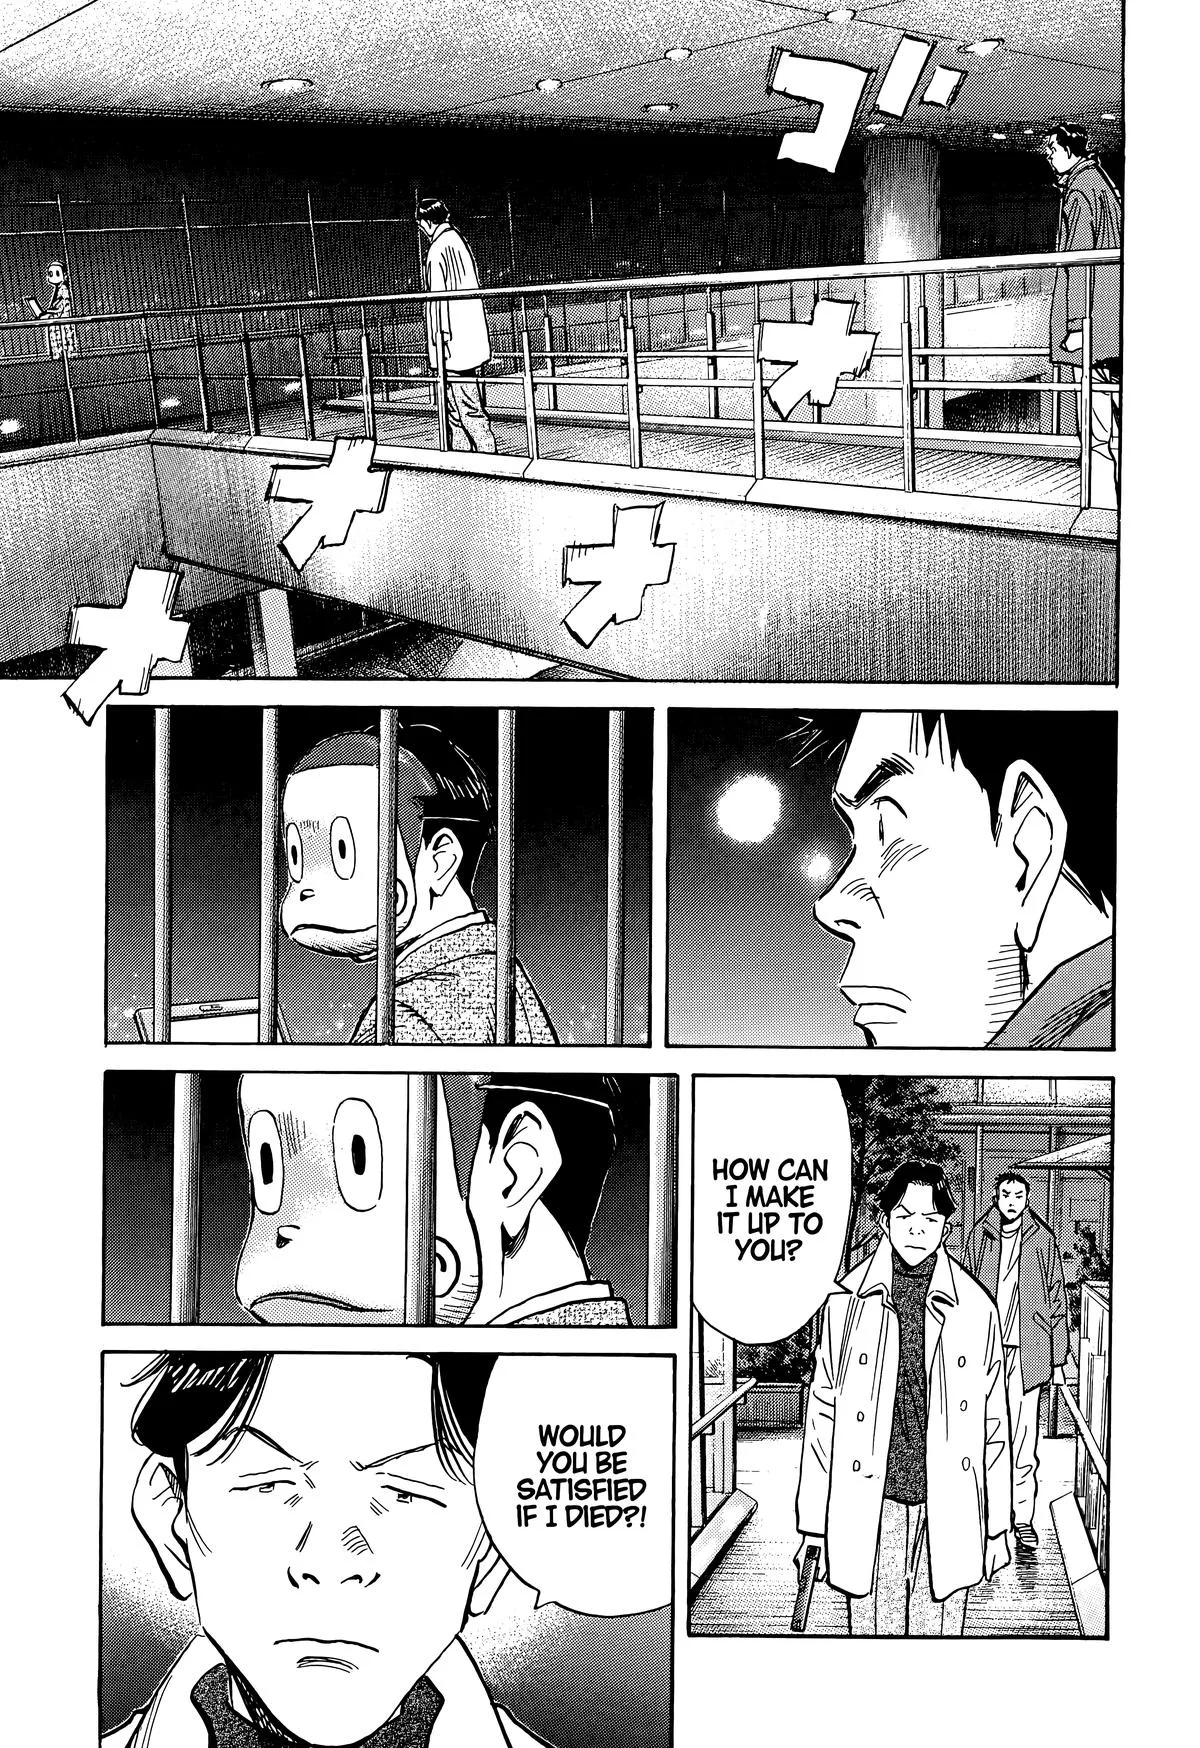 ゴオオオオ
HOW CAN
I MAKE
IT UP TO
YOU?
WOULD
YOU BE
SATISFIED
IF I DIED?!